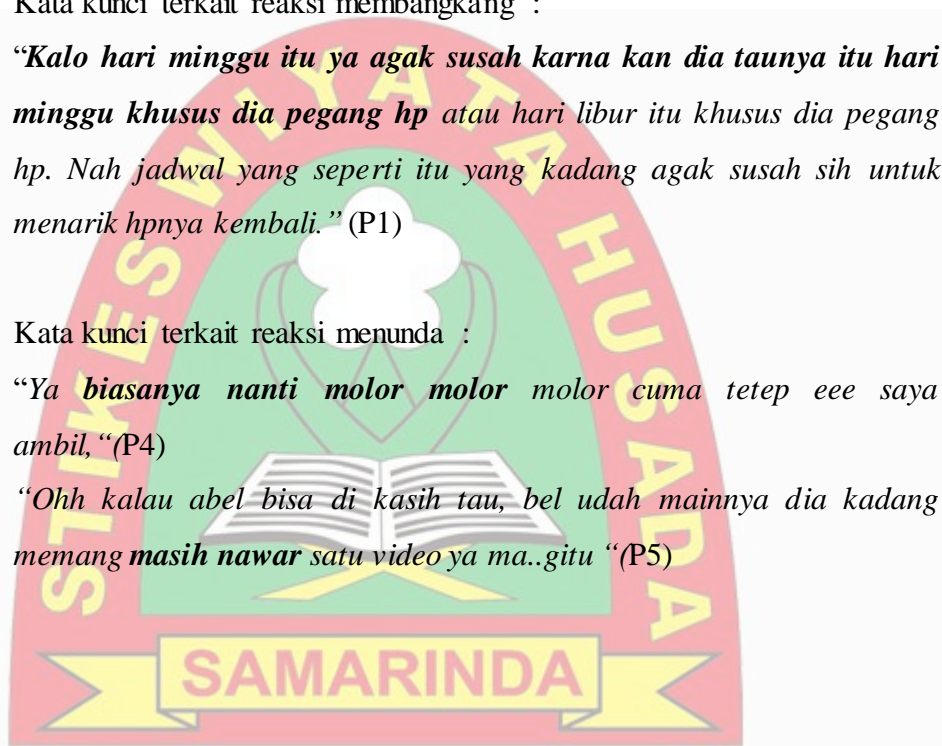 Kata kunci terkait reaksi membangkang :
“Kalo hari minggu itu ya agak susah karna kan dia taunya itu hari
minggu khusus dia pegang hp atau hari libur itu khusus dia pegang
hp. Nah jadwal yang seperti itu yang kadang agak susah sih untuk
menarik hpnya kembali.” (P1)
Kata kunci terkait reaksi menunda :
“Ya biasanya nanti molor molor molor cuma tetep eee saya
ambil,“(P4)
“Ohh kalau abel bisa di kasih tau, bel udah mainnya dia kadang
memang masih nawar satu video ya ma..gitu “(P5)
STIKES WIYATA HUSADA
SAMARINDA